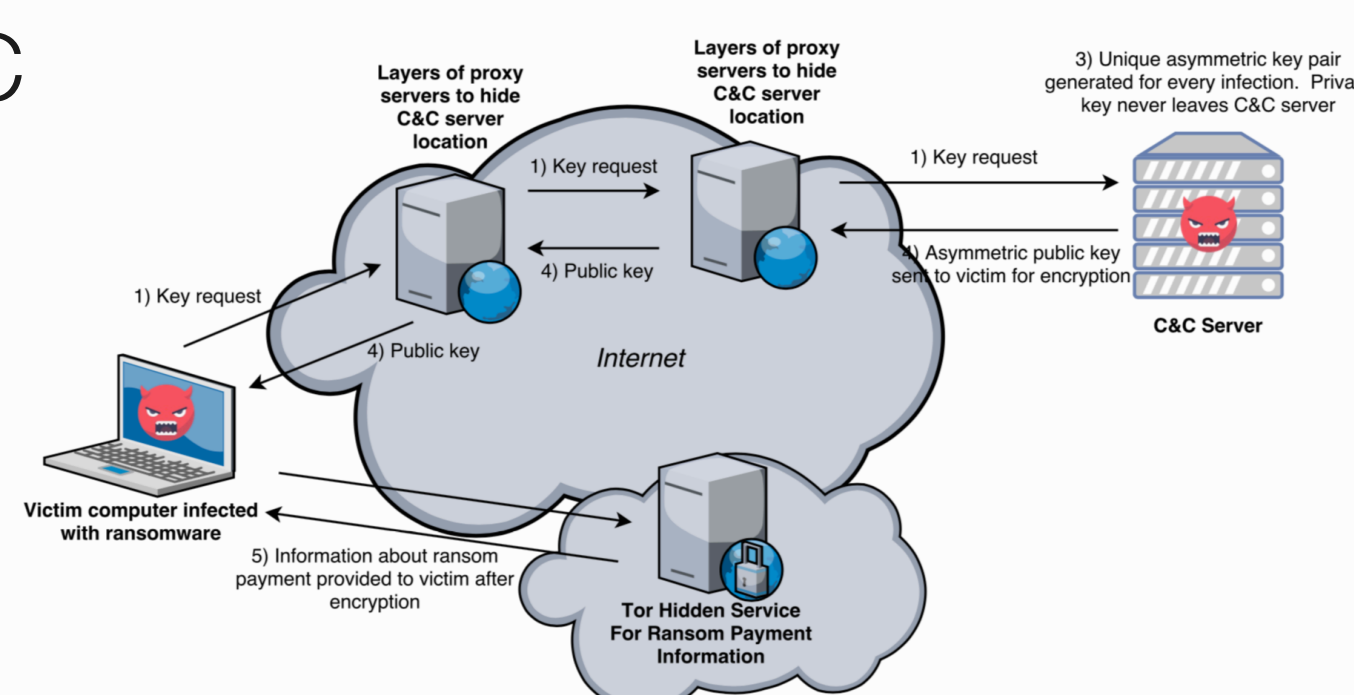 C
Layers of proxy
servers to hide
C&C server
location
Layers of proxy
servers to hide
C&C server
location
3) Unique asymmetric key pair
generated for every infection. Priva
key never leaves C&C server
1) Key request
1) Key request
1) Key request
4) Public key
4) Asymmetric public key
sent to victim for encryption
C&C Server
4) Public key
Internet
Victim computer infected
with ransomware
5) Information about ransom
payment provided to victim after
encryption
Tor Hidden Service
For Ransom Payment
Information